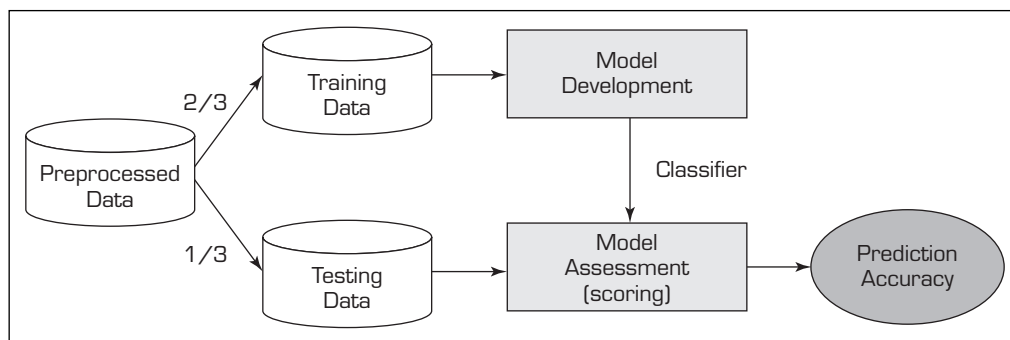 Preprocessed
Data
2/3
1/3
Training
Data
Testing
Data
Model
Development
Classifier
Model
Assessment
(scoring)
Prediction
Accuracy